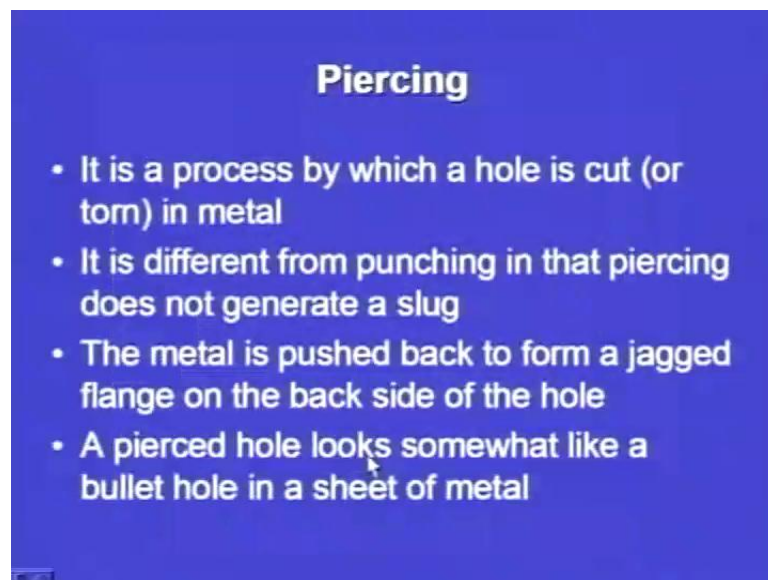 Piercing
• It is a process by which a hole is cut (or
torn) in metal
• It is different from punching in that piercing
does not generate a slug
• The metal is pushed back to form a jagged
flange on the back side of the hole
• A pierced hole looks somewhat like a
bullet hole in a sheet of metal